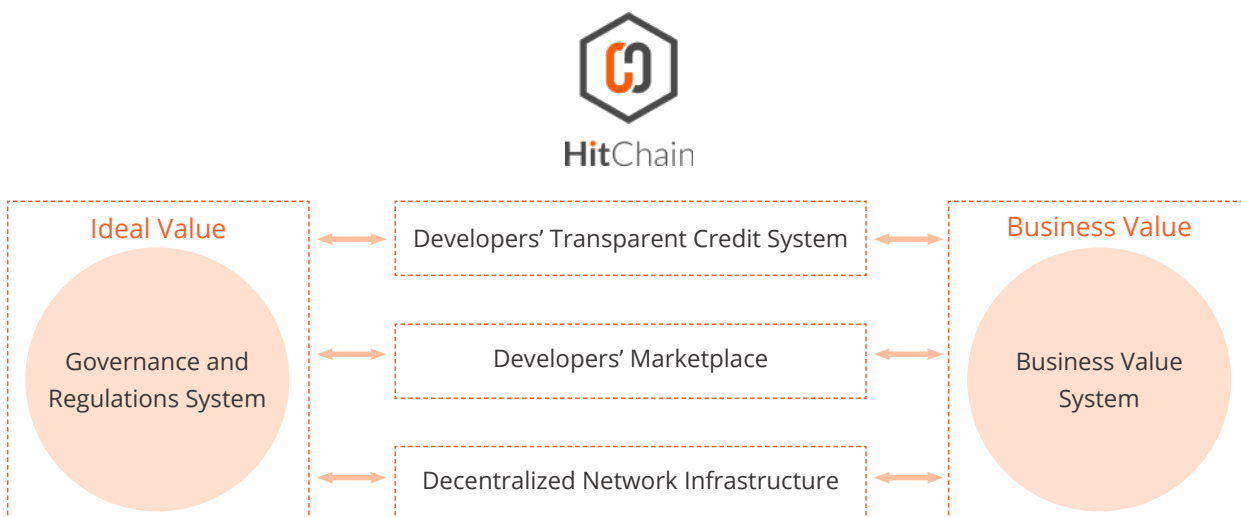 HitChain
Ideal Value
Governance and
Regulations System
Developers’ Transparent Credit System
Developers’ Marketplace
Decentralized Network Infrastructure
Business Value
Business Value
System